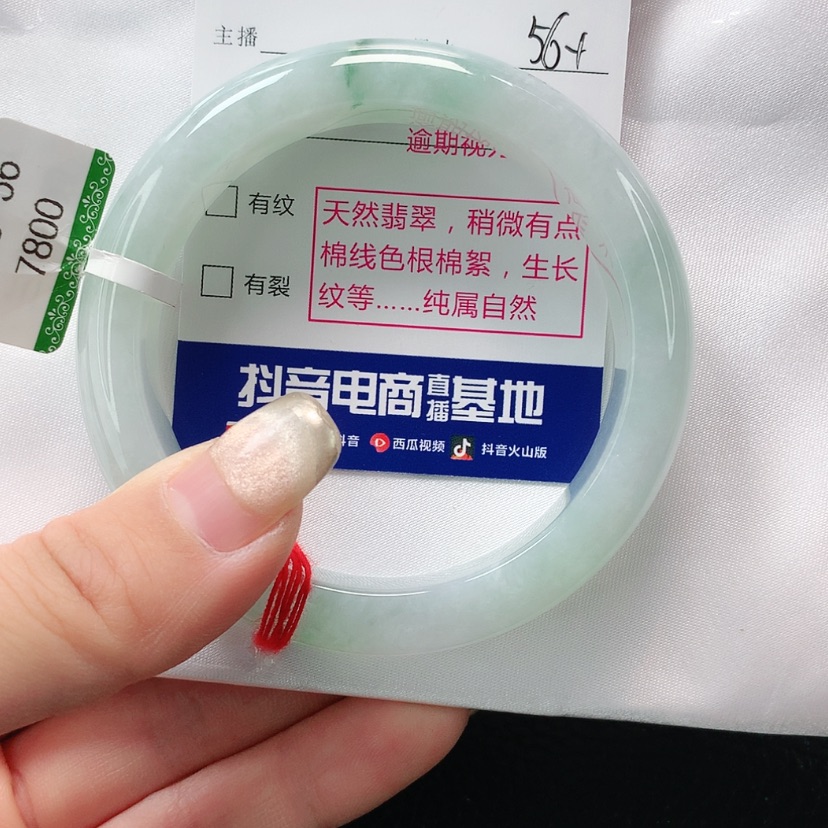 主播
56+
逾期视
有纹
天然翡翠，稍微有点
棉线色根棉絮，生长
有裂
纹等……纯属自然
7800
抖音电商直播基地
抖音 西瓜视频 抖音火山版